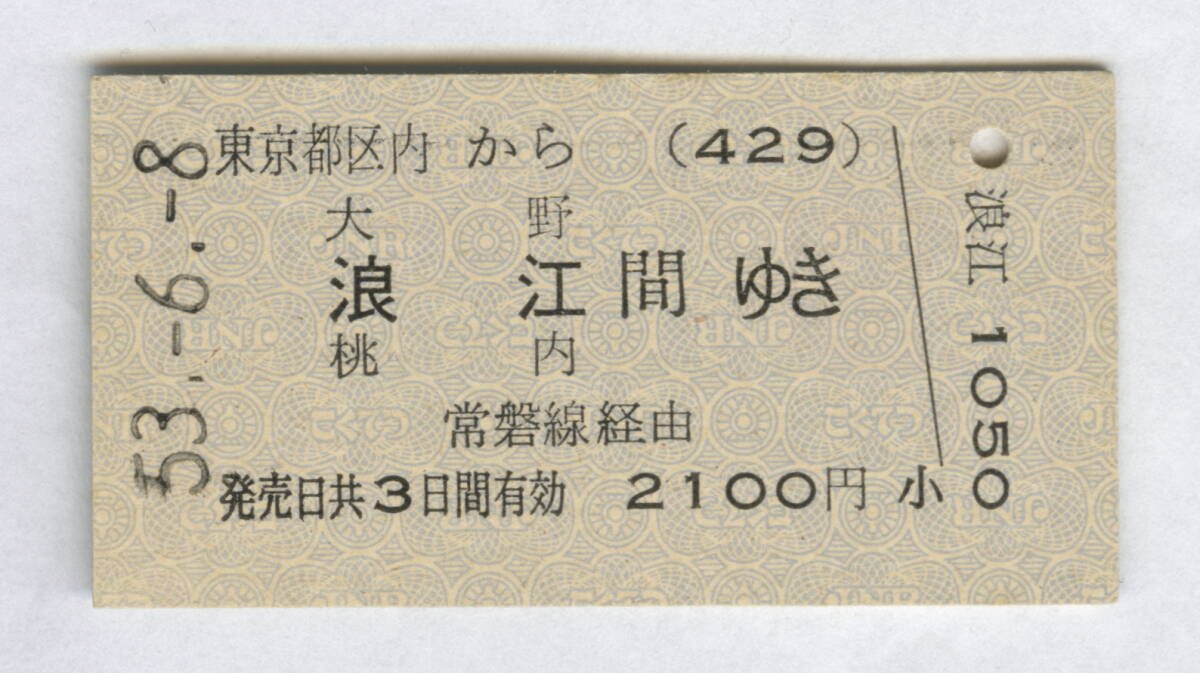 53.-6.-8
東京都区内 から (429)
大野
浪江 間 ゆき
桃内
常磐線経由
発売日共3日間有効 2100円
小
浪江 1050